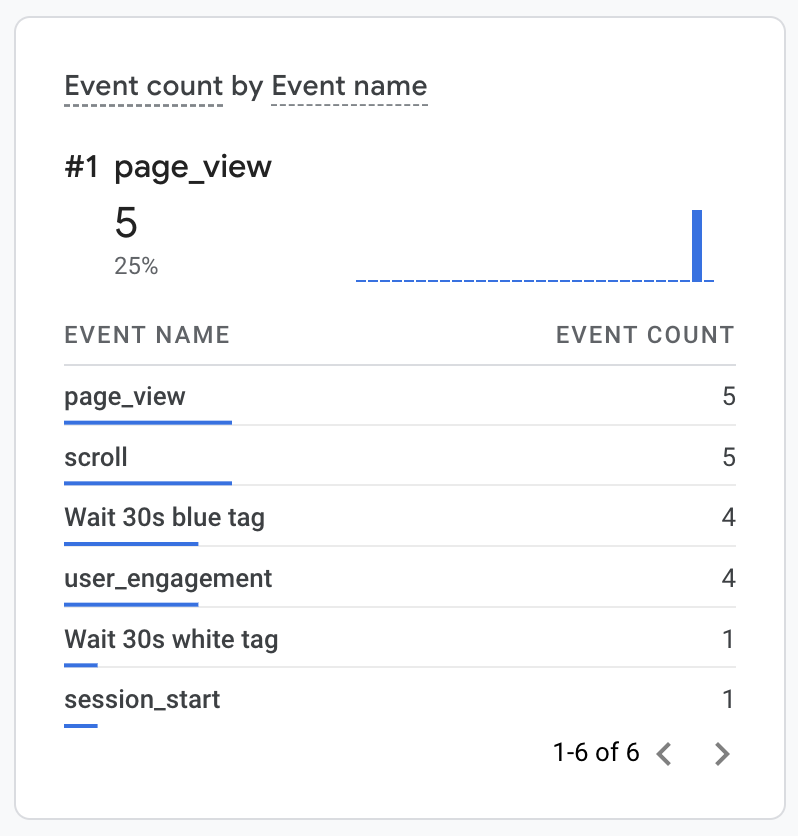 Event count by Event name
#1 page_view
5
25%
EVENT NAME EVENT COUNT
page_view 5
scroll 5
Wait 30s blue tag 4
user_engagement 4
Wait 30s white tag 1
session_start 1
1-6 of 6